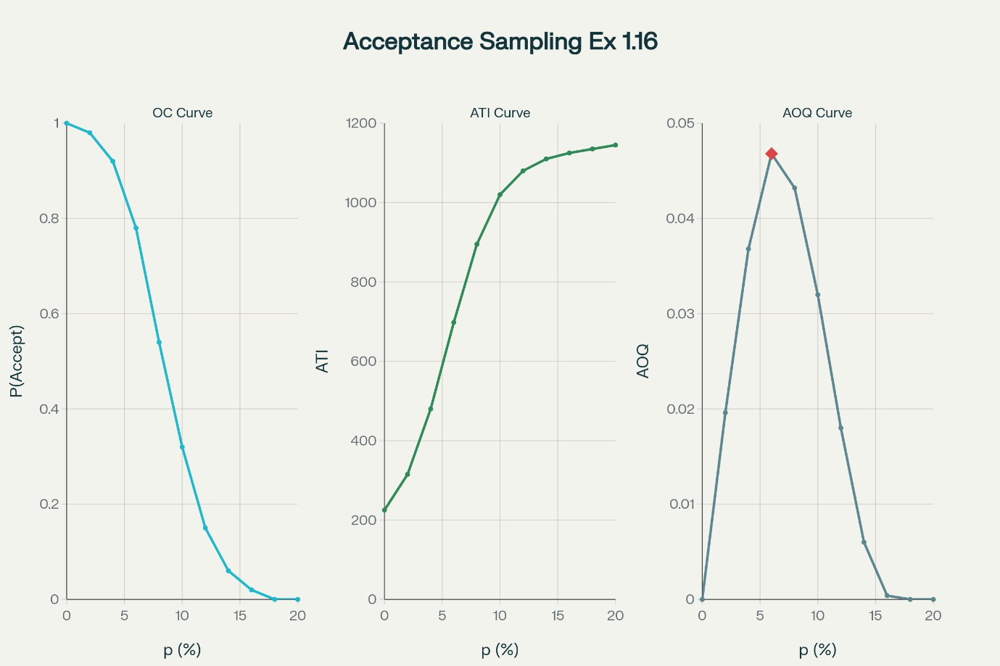 Acceptance Sampling Ex 1.16
OC Curve
P(Accept)
1
0.8
0.6
0.4
0.2
0
0 5 10 15 20
p (%)
ATI Curve
ATI
1200
1000
800
600
400
200
0
0 5 10 15 20
p (%)
AOQ Curve
AOQ
0.05
0.04
0.03
0.02
0.01
0
0 5 10 15 20
p (%)